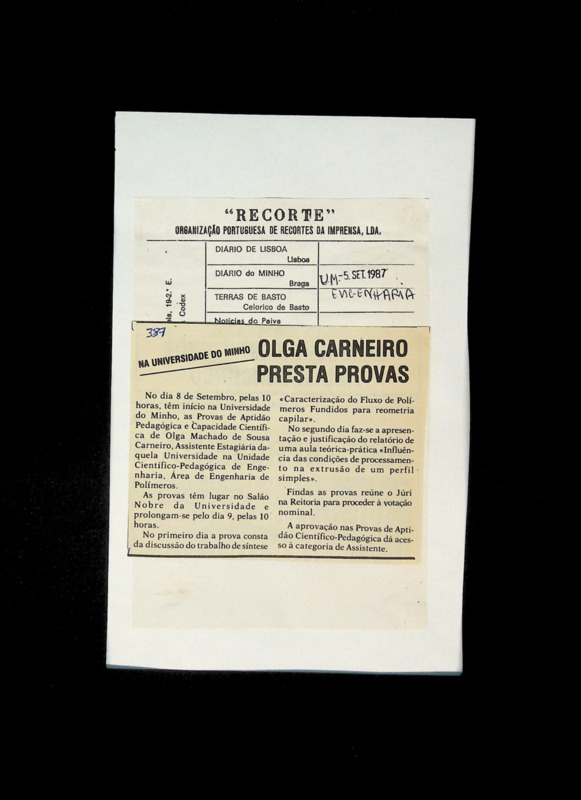 "RECORTE"
ORGANIZAÇÃO PORTUGUESA DE RECORTES DA IMPRENSA, LDA.
19-2.° E.
Codex
DIÁRIO DE LISBOA
Lisboa
DIÁRIO do MINHO
Braga
U.M.-5. SET. 1987
TERRAS DE BASTO
Celorico de Basto
ENGENHARIA
Notícias do Paiva
387
NA UNIVERSIDADE DO MINHO
OLGA CARNEIRO
PRESTA PROVAS
No dia 8 de Setembro, pelas 10
horas, têm início na Universidade
do Minho, as Provas de Aptidão
Pedagógica e Capacidade Científi-
ca de Olga Machado de Sousa
Carneiro, Assistente Estagiária da-
quela Universidade na Unidade
Científico-Pedagógica de Enge-
nharia, Área de Engenharia de
Polímeros.
As provas têm lugar no Salão
Nobre da Universidade e
prolongam-se pelo dia 9, pelas 10
horas.
No primeiro dia a prova consta
da discussão do trabalho de síntese
«Caracterização do Fluxo de Polí-
meros Fundidos para reometria
capilar».
No segundo dia faz-se a apresen-
tação e justificação do relatório de
uma aula teórica-prática «Influên-
cia das condições de processamen-
to na extrusão de um perfil
simples».
Findas as provas reúne o Júri
na Reitoria para proceder à votação
nominal.
A aprovação nas Provas de Apti-
dão Científico-Pedagógica dá aces-
so à categoria de Assistente.